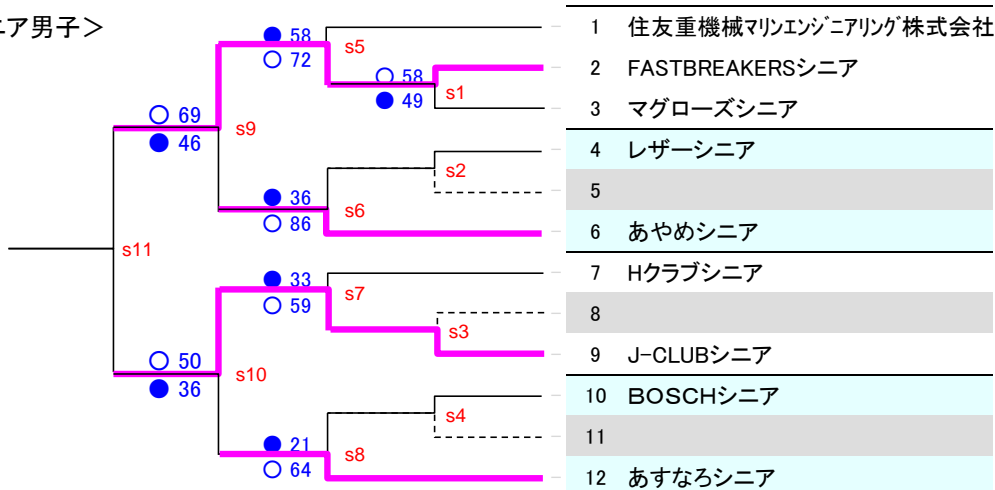 ニア男子＞
1 住友重機械マリンエンジニアリング株式会社
2 FASTBREAKERSシニア
3 マグローズシニア
4 レザーシニア
5
6 あやめシニア
7 Hクラブシニア
8
9 J-CLUBシニア
10 BOSCHシニア
11
12 あすなろシニア
● 58
○ 72
s5
○ 58
● 49
s1
○ 69
● 46
s9
s2
● 36
○ 86
s6
s11
● 33
○ 59
s7
s3
○ 50
● 36
s10
s4
● 21
○ 64
s8